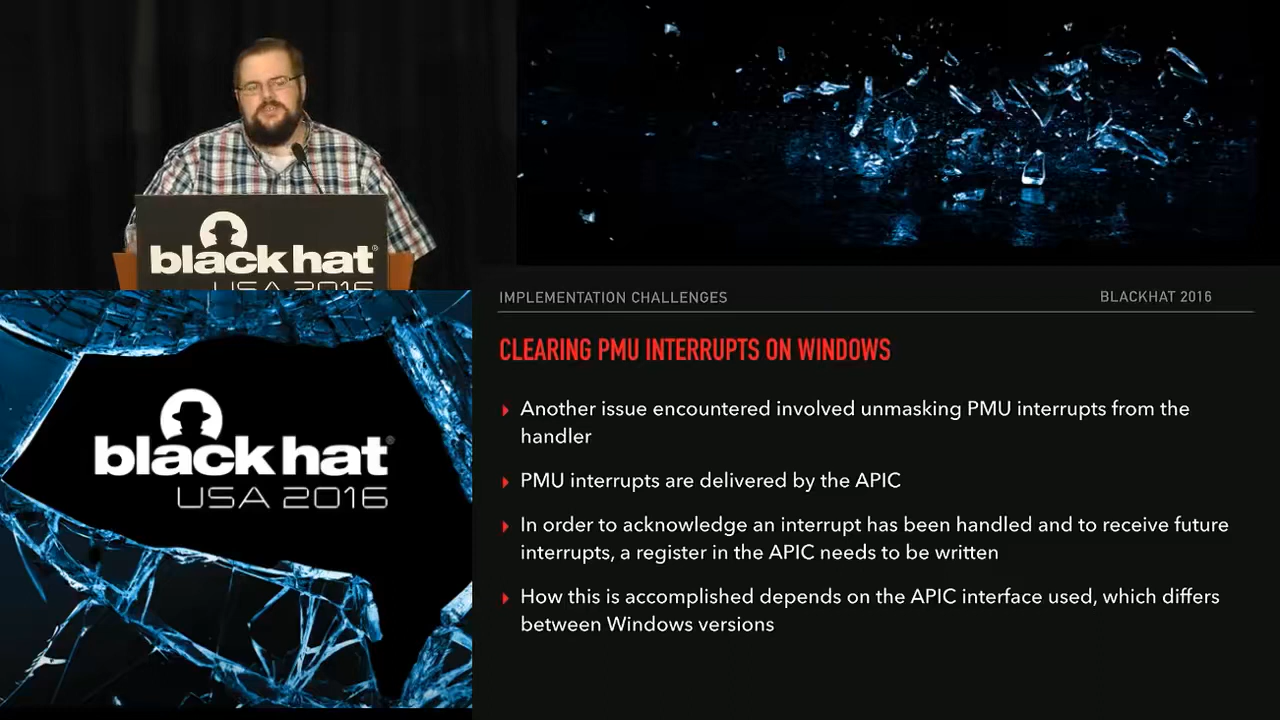 black hat
USA 2016
black hat
USA 2016
IMPLEMENTATION CHALLENGES
BLACKHAT 2016
CLEARING PMU INTERRUPTS ON WINDOWS
Another issue encountered involved unmasking PMU interrupts from the
handler
PMU interrupts are delivered by the APIC
In order to acknowledge an interrupt has been handled and to receive future
interrupts, a register in the APIC needs to be written
How this is accomplished depends on the APIC interface used, which differs
between Windows versions